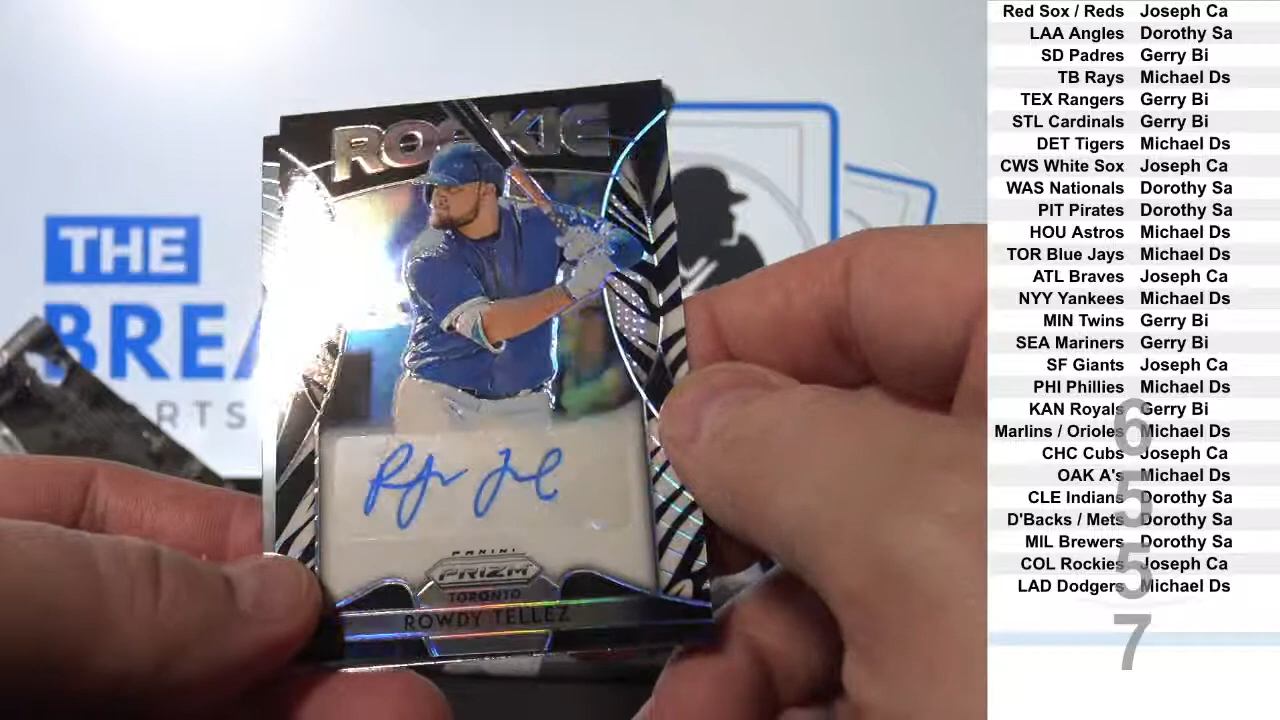 THE
BREA
RTS
ROOKIE
PANINI
PRIZM
TORONTO
ROWDY TELLEZ
Red Sox / Reds Joseph Ca
LAA Angles Dorothy Sa
SD Padres Gerry Bi
TB Rays Michael Ds
TEX Rangers Gerry Bi
STL Cardinals Gerry Bi
DET Tigers Michael Ds
CWS White Sox Joseph Ca
WAS Nationals Dorothy Sa
PIT Pirates Dorothy Sa
HOU Astros Michael Ds
TOR Blue Jays Michael Ds
ATL Braves Joseph Ca
NYY Yankees Michael Ds
MIN Twins Gerry Bi
SEA Mariners Gerry Bi
SF Giants Joseph Ca
PHI Phillies Michael Ds
KAN Royals Gerry Bi
Marlins / Orioles Michael Ds
CHC Cubs Joseph Ca
OAK A's Michael Ds
CLE Indians Dorothy Sa
D'Backs / Mets Dorothy Sa
MIL Brewers Dorothy Sa
COL Rockies Joseph Ca
LAD Dodgers Michael Ds
6
5
5
7